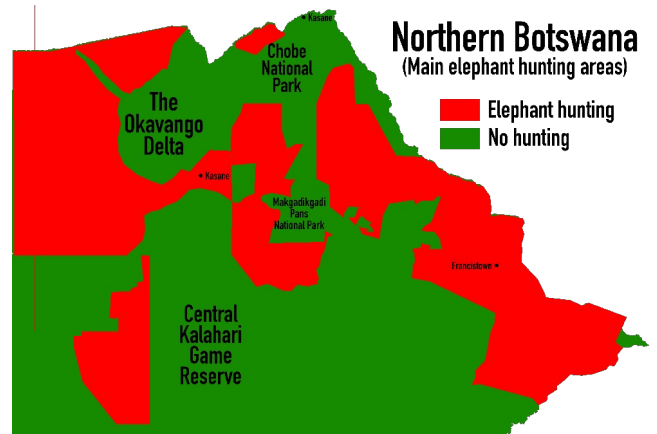 Kasane
Northern Botswana
(Main elephant hunting areas)
Chobe
National
Park
Elephant hunting
No hunting
The
Okavango
Delta
Kasane
Makgadikgadi
Pans
National Park
Francistown
Central
Kalahari
Game
Reserve